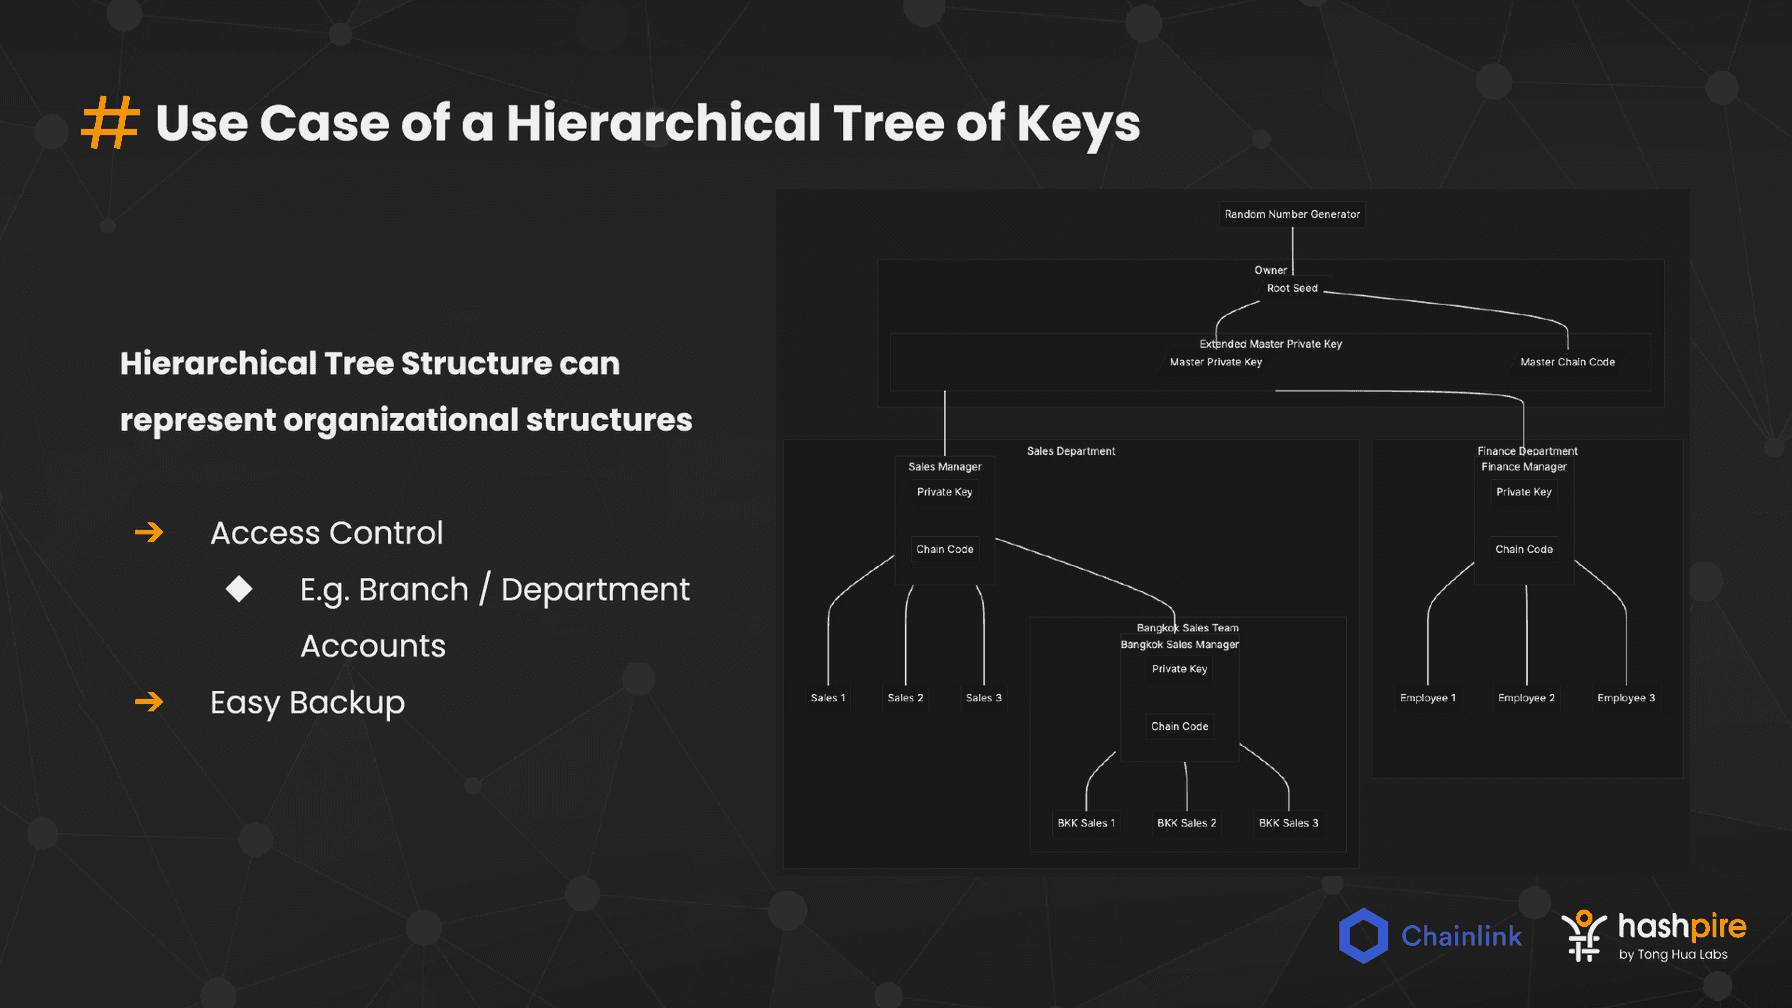 # Use Case of a Hierarchical Tree of Keys
Hierarchical Tree Structure can
represent organizational structures
Access Control
E.g. Branch / Department
Accounts
Easy Backup
Random Number Generator
Owner
Root Seed
Extended Master Private Key
Master Private Key
Master Chain Code
Sales Department
Sales Manager
Private Key
Chain Code
Sales 1
Sales 2
Sales 3
Bangkok Sales Team
Bangkok Sales Manager
Private Key
Chain Code
BKK Sales 1
BKK Sales 2
BKK Sales 3
Finance Department
Finance Manager
Private Key
Chain Code
Employee 1
Employee 2
Employee 3
Chainlink
hashpire
by Tong Hua Labs